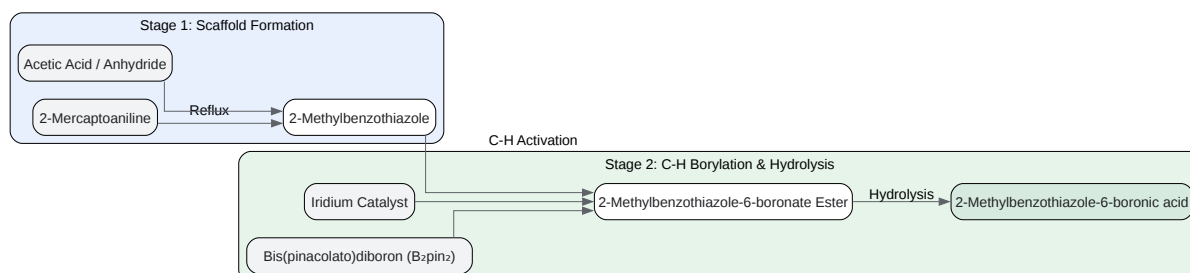 Stage 1: Scaffold Formation
Acetic Acid / Anhydride
Reflux
2-Mercaptoaniline
2-Methylbenzothiazole
C-H Activation
Stage 2: C-H Borylation & Hydrolysis
Iridium Catalyst
2-Methylbenzothiazole-6-boronate Ester
Hydrolysis
2-Methylbenzothiazole-6-boronic acid
Bis(pinacolato)diboron (B₂pin₂)